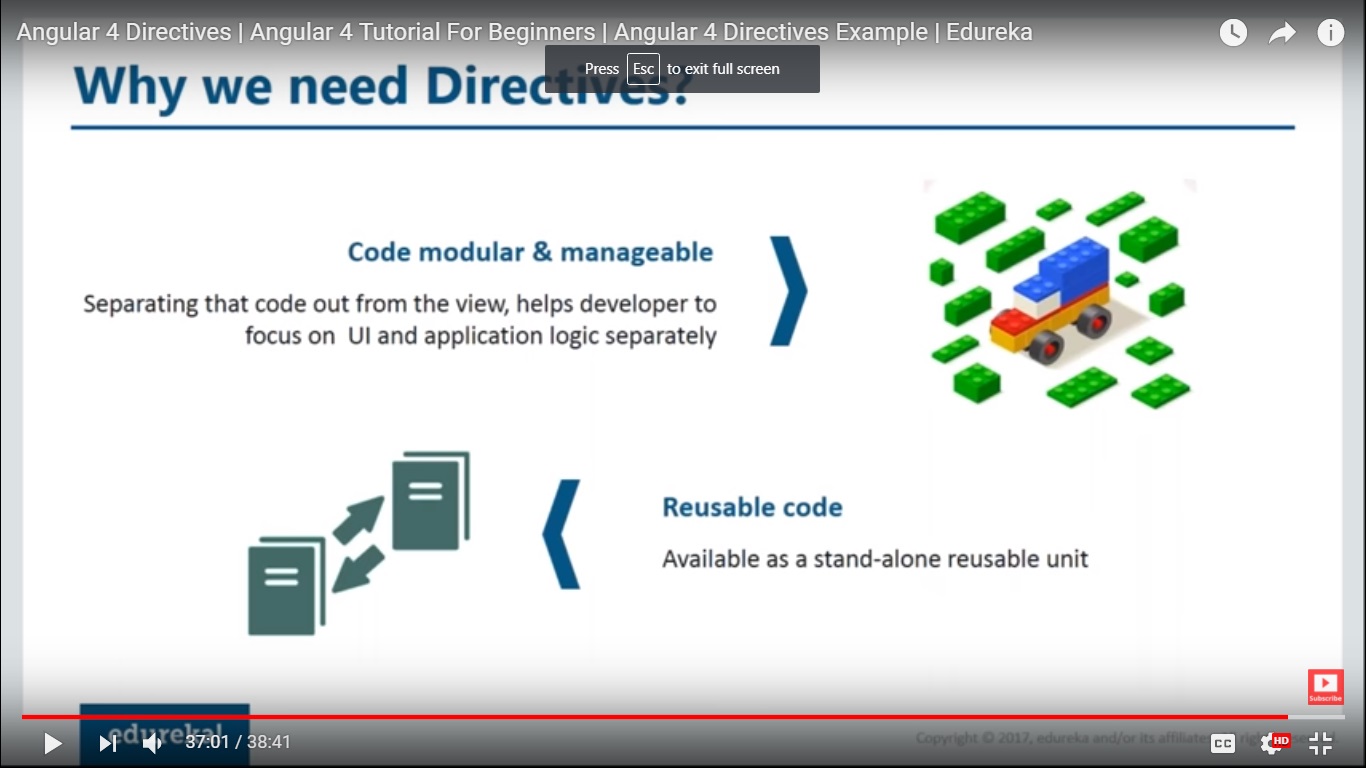 Angular 4 Directives | Angular 4 Tutorial For Beginners | Angular 4 Directives Example | Edureka
Press Esc to exit full screen
Why we need Directives?
Code modular & manageable
Separating that code out from the view, helps developer to
focus on UI and application logic separately
Reusable code
Available as a stand-alone reusable unit
Subscribe
edureka!
37:01 / 38:41
CC
HD
Copyright © 2017, edureka and/or its affiliates.